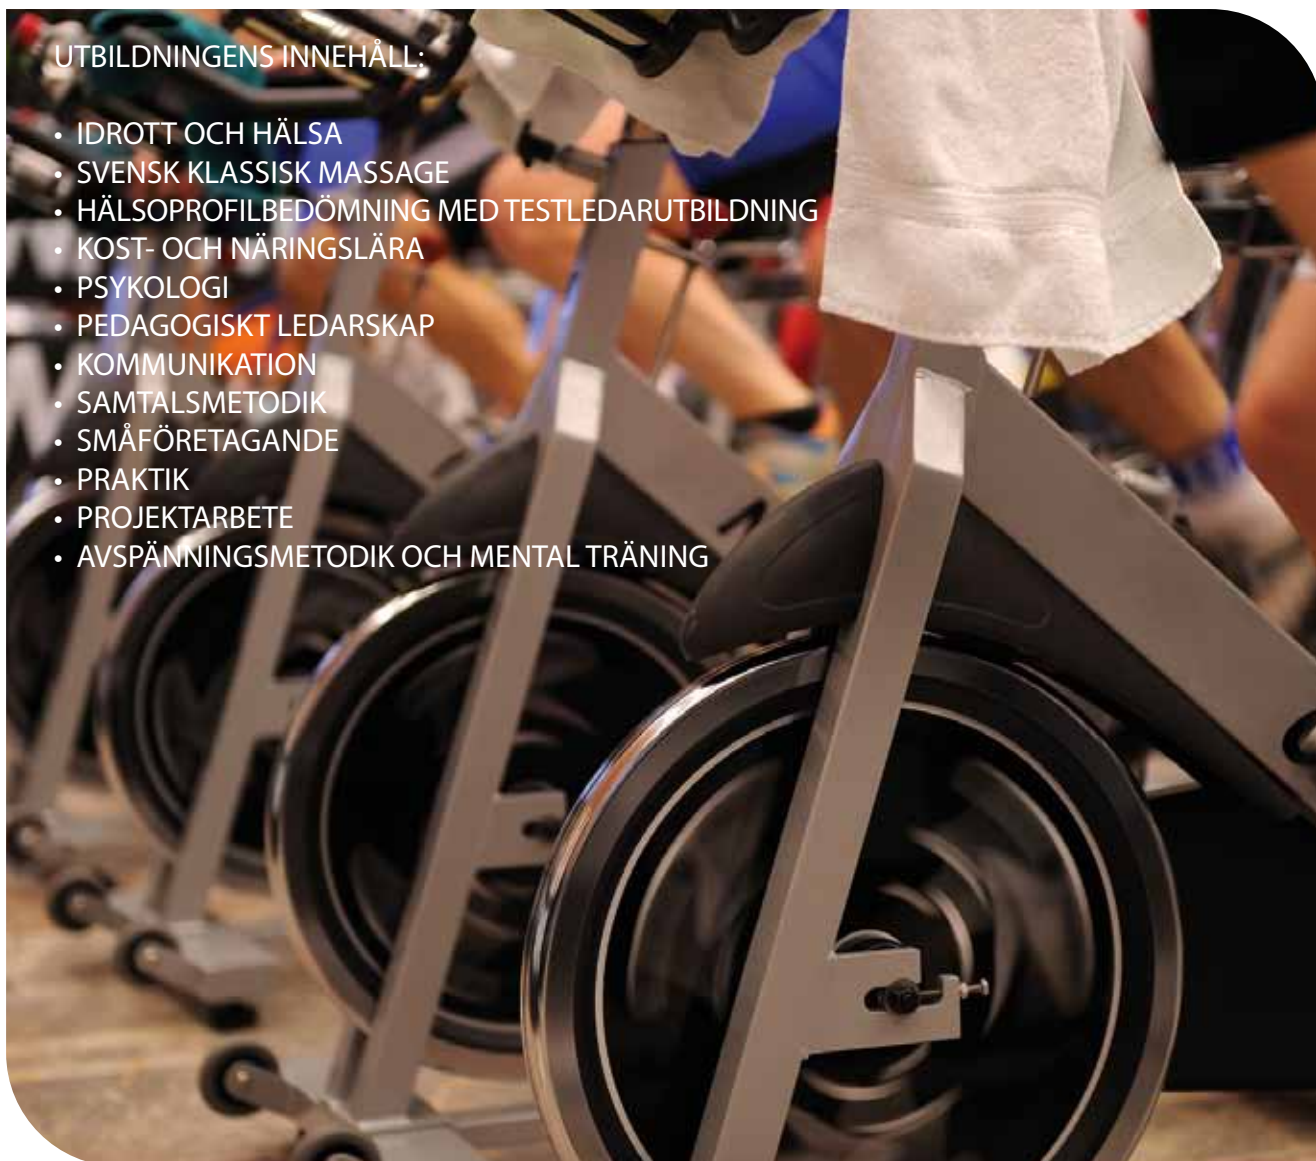 UTBILDNINGENS INNEHÅLL:
• IDROTT OCH HÄLSA
• SVENSK KLASSISK MASSAGE
• HÄLSOPROFILBEDÖMNING MED TESTLEDARUTBILDNING
• KOST- OCH NÄRINGSLÄRA
• PSYKOLOGI
• PEDAGOGISKT LEDARSKAP
• KOMMUNIKATION
• SAMTALSMETODIK
• SMÅFÖRETAGANDE
• PRAKTIK
• PROJEKTARBETE
• AVSPÄNNINGSMETODIK OCH MENTAL TRÄNING